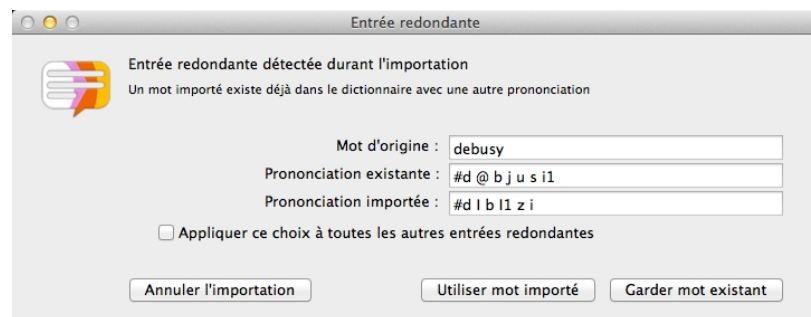 Entrée redondante
Entrée redondante détectée durant l'importation
Un mot importé existe déjà dans le dictionnaire avec une autre prononciation
Mot d'origine : debusy
Prononciation existante : #d @ b j u s i1
Prononciation importée : #d I b I1 z i
Appliquer ce choix à toutes les autres entrées redondantes
Annuler l'importation Utiliser mot importé Garder mot existant